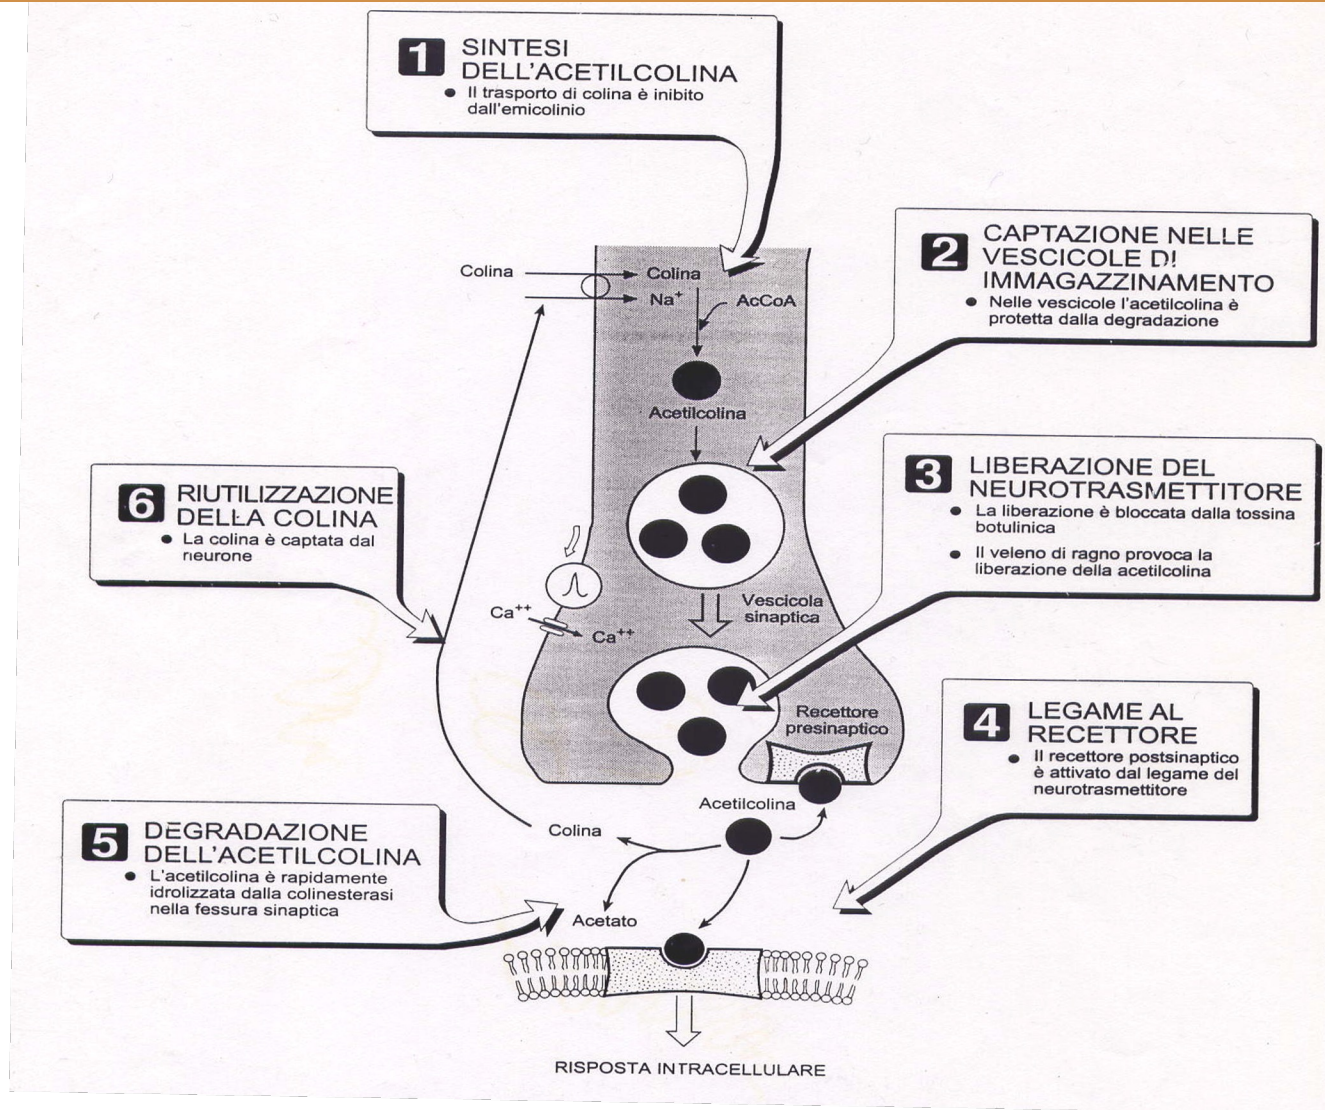 1 SINTESI
DELL'ACETILCOLINA
● Il trasporto di colina è inibito
dall'emicolinio
2 CAPTAZIONE NELLE
VESCICOLE DI
IMMAGAZZINAMENTO
● Nelle vescicole l'acetilcolina è
protetta dalla degradazione
Colina
Colina
Na⁺
AcCoA
Acetilcolina
3 LIBERAZIONE DEL
NEUROTRASMETTITORE
● La liberazione è bloccata dalla tossina
botulinica
● Il veleno di ragno provoca la
liberazione della acetilcolina
6 RIUTILIZZAZIONE
DELLA COLINA
● La colina è captata dal
neurone
Vescicola
sinaptica
Ca⁺⁺
Ca⁺⁺
Recettore
presinaptico
4 LEGAME AL
RECETTORE
● Il recettore postsinaptico
è attivato dal legame del
neurotrasmettitore
Acetilcolina
Colina
5 DEGRADAZIONE
DELL'ACETILCOLINA
● L'acetilcolina è rapidamente
idrolizzata dalla colinesterasi
nella fessura sinaptica
Acetato
RISPOSTA INTRACELLULARE